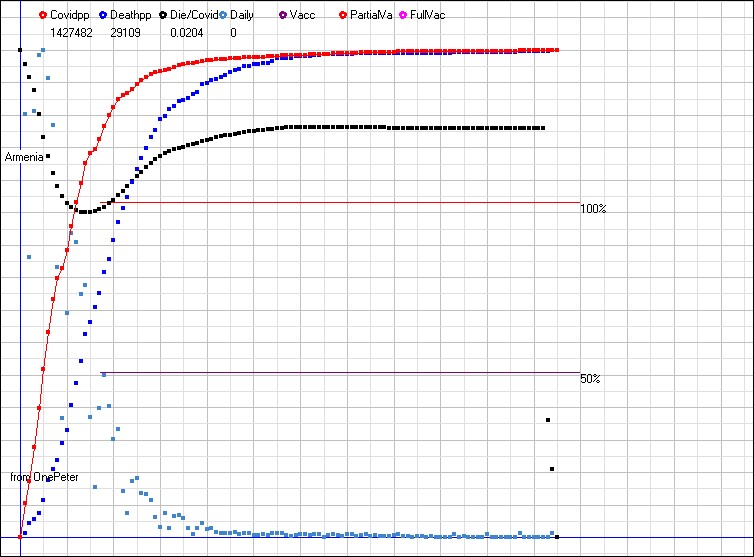 Covidpp Deathpp Die/Covid Daily Vacc PartialVa FullVac
1427482 29109 0.0204 0
Armenia
100%
50%
from OnePeter